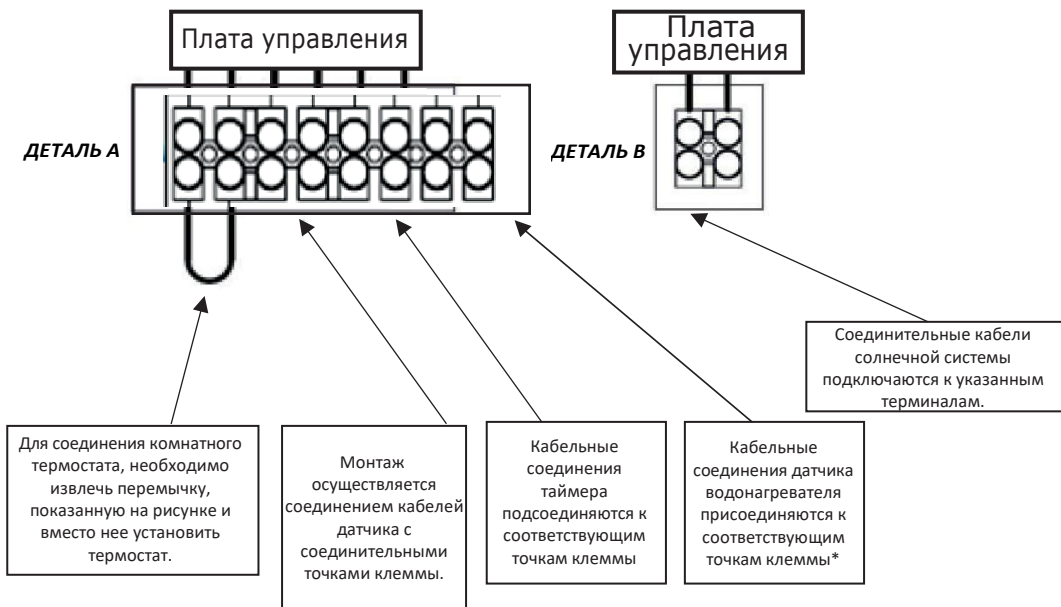 Плата управления
Плата
управления
ДЕТАЛЬ A
ДЕТАЛЬ B
Соединительные кабели
солнечной системы
подключаются к указанным
терминалам.
Для соединения комнатного
термостата, необходимо
извлечь перемычку,
показанную на рисунке и
вместо нее установить
термостат.
Монтаж
осуществляется
соединением кабелей
датчика с
соединительными
точками клеммы.
Кабельные
соединения
таймера
подсоединяются к
соответствующим
точкам клеммы
Кабельные
соединения датчика
водонагревателя
присоединяются к
соответствующим
точкам клеммы*